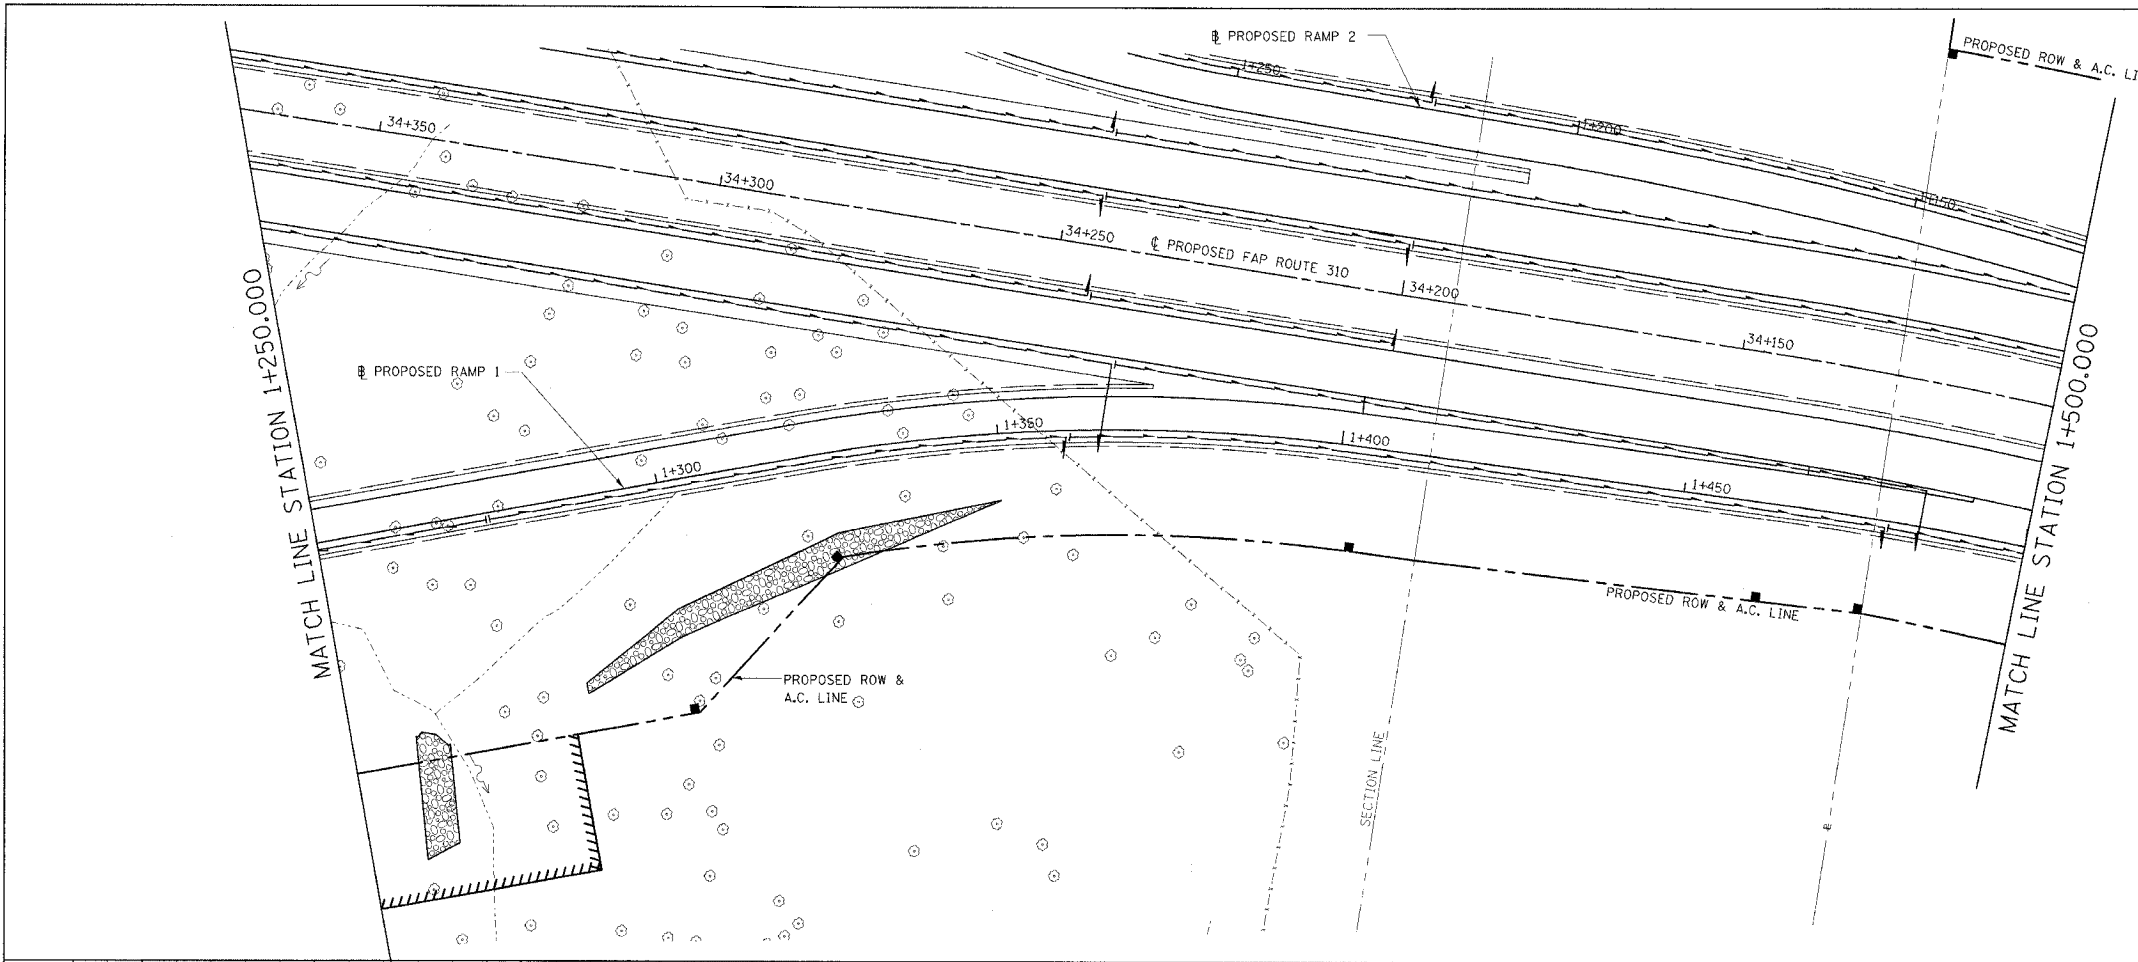 ℔ PROPOSED RAMP 2
PROPOSED ROW & A.C. LI
1+250
1+200
1+150
34+350
34+300
34+250
℄ PROPOSED FAP ROUTE 310
34+200
34+150
MATCH LINE STATION 1+250.000
℔ PROPOSED RAMP 1
1+300
1+350
1+400
1+450
MATCH LINE STATION 1+500.000
PROPOSED ROW & A.C. LINE
PROPOSED ROW &
A.C. LINE
SECTION LINE